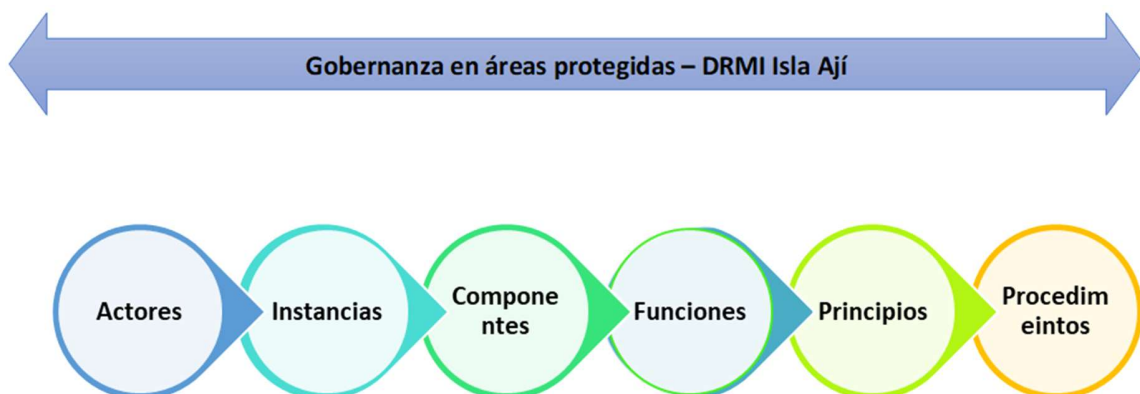 Gobernanza en áreas protegidas – DRMI Isla Ají
Actores
Instancias
Compone
ntes
Funciones
Principios
Procedim
eintos